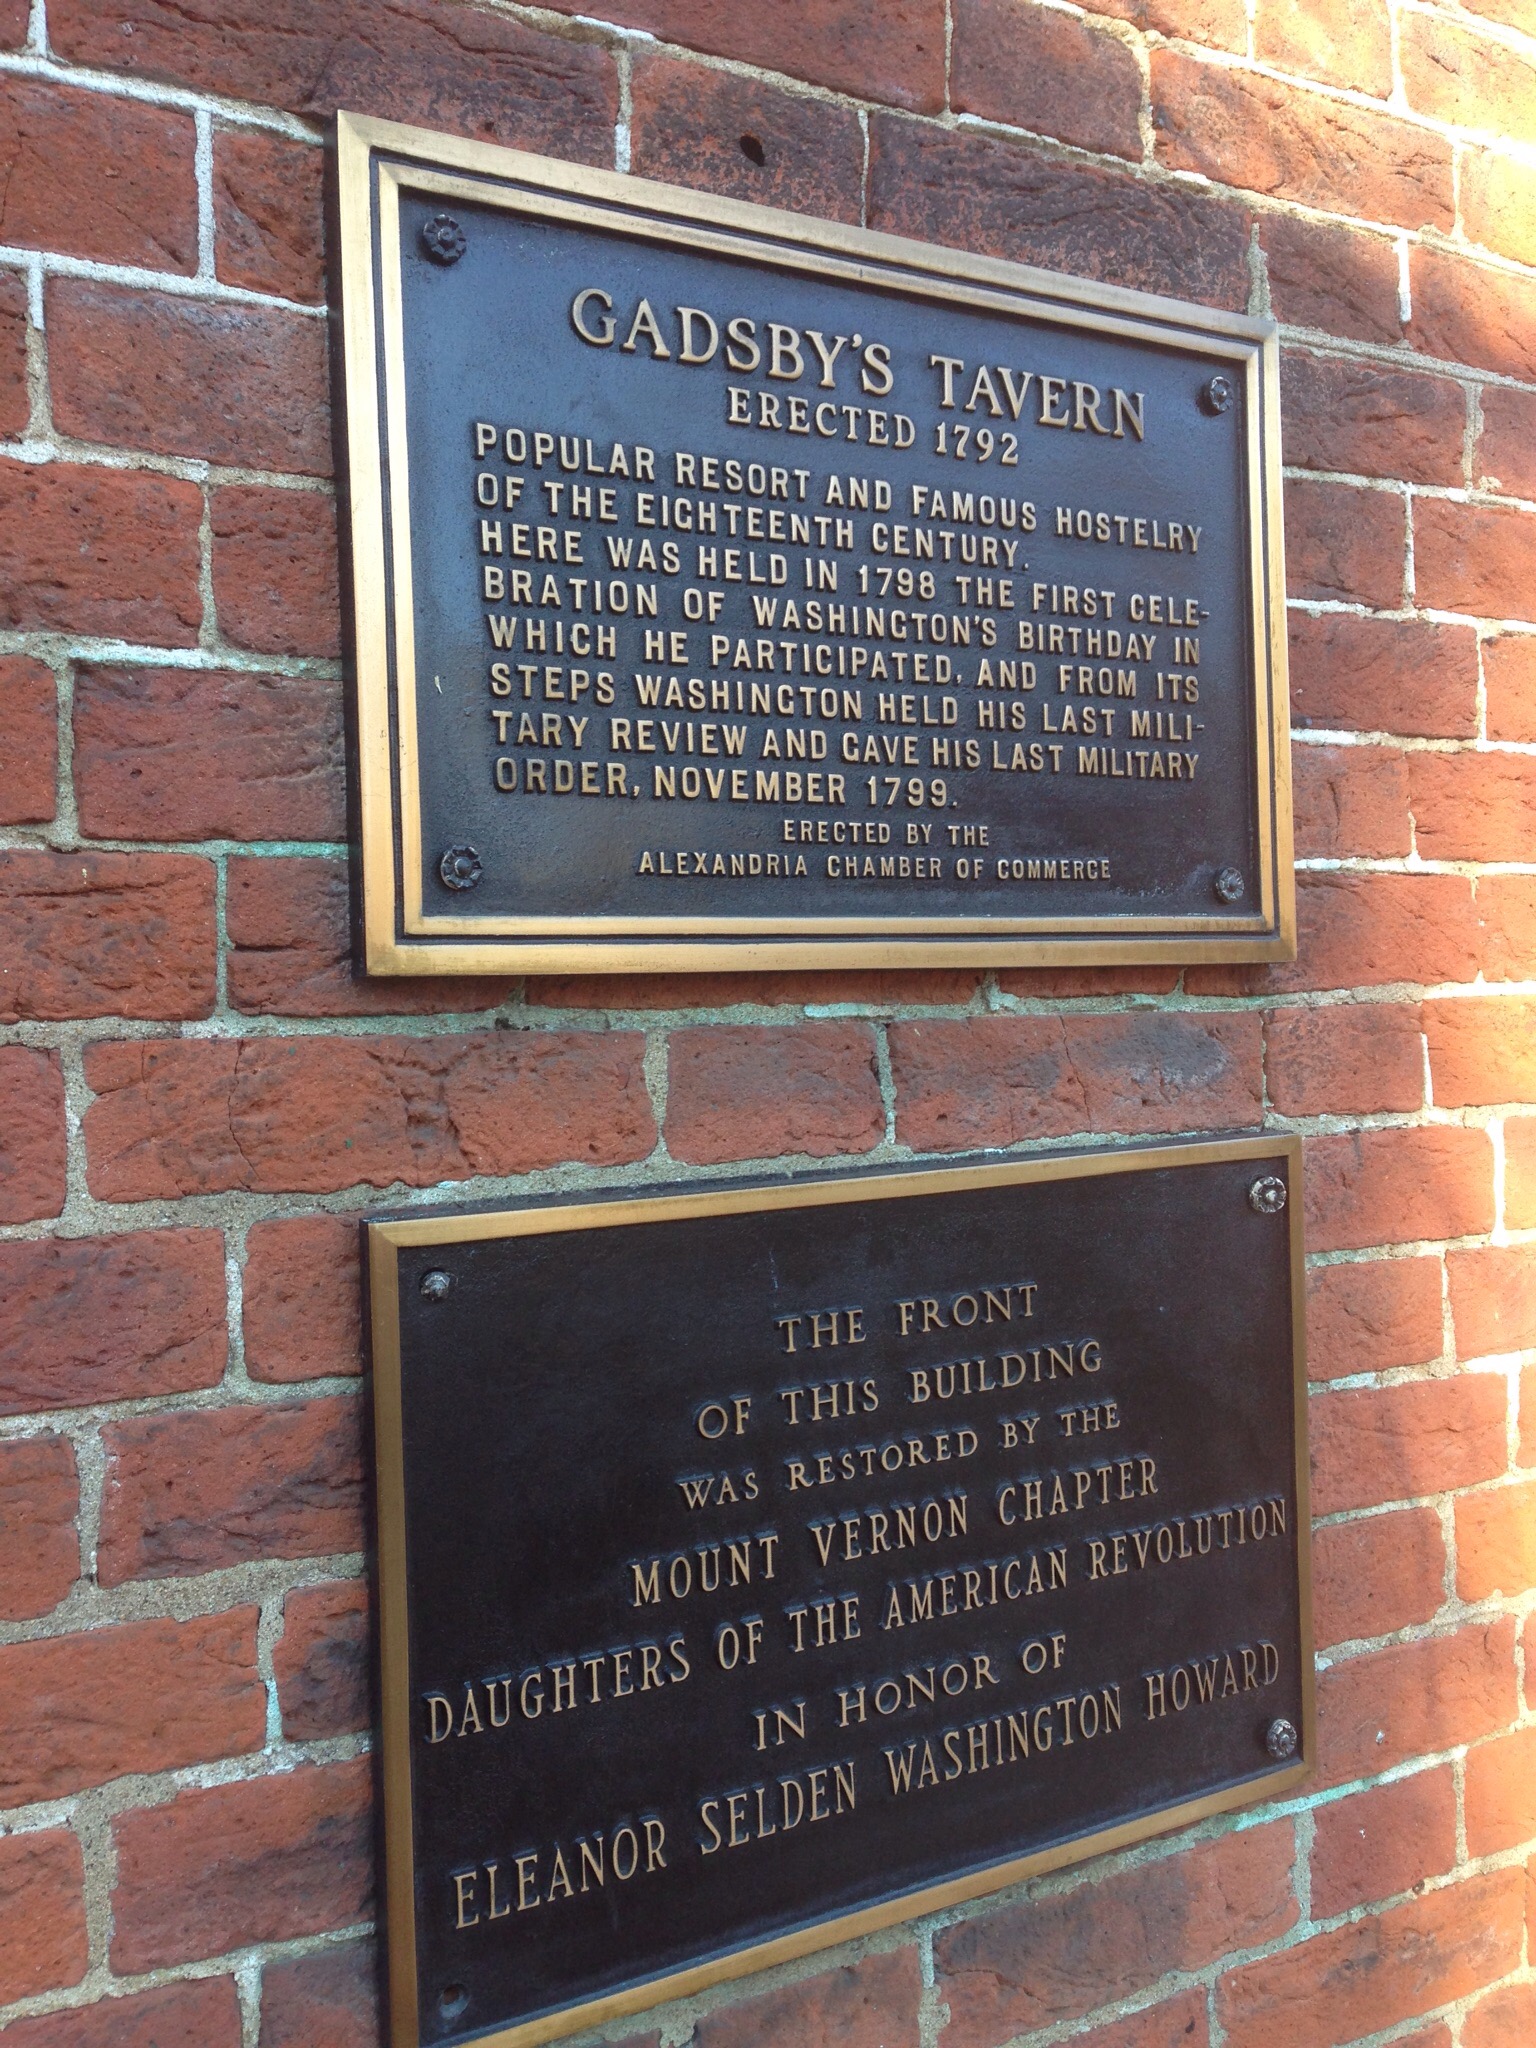 GADSBY'S TAVERN
ERECTED 1792
POPULAR RESORT AND FAMOUS HOSTELRY
OF THE EIGHTEENTH CENTURY.
HERE WAS HELD IN 1798 THE FIRST CELE-
BRATION OF WASHINGTON'S BIRTHDAY IN
WHICH HE PARTICIPATED, AND FROM ITS
STEPS WASHINGTON HELD HIS LAST MILI-
TARY REVIEW AND GAVE HIS LAST MILITARY
ORDER, NOVEMBER 1799.
ERECTED BY THE
ALEXANDRIA CHAMBER OF COMMERCE
THE FRONT
OF THIS BUILDING
WAS RESTORED BY THE
MOUNT VERNON CHAPTER
DAUGHTERS OF THE AMERICAN REVOLUTION
IN HONOR OF
ELEANOR SELDEN WASHINGTON HOWARD